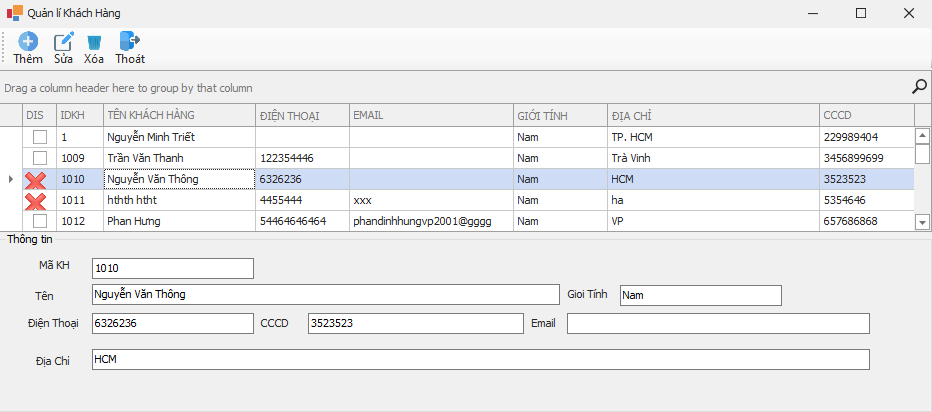 Quản lí Khách Hàng
Thêm Sửa Xóa Thoát
Drag a column header here to group by that column
DIS IDKH TÊN KHÁCH HÀNG ĐIỆN THOẠI EMAIL GIỚI TÍNH ĐỊA CHỈ CCCD
1 Nguyễn Minh Triết Nam TP. HCM 229989404
1009 Trần Văn Thanh 122354446 Nam Trà Vinh 3456899699
1010 Nguyễn Văn Thông 6326236 Nam HCM 3523523
1011 hthth htht 4455444 xxx Nam ha 5354646
1012 Phan Hưng 54464646464 phandinhhungvp2001@gggg Nam VP 657686868
Thông tin
Mã KH 1010
Tên Nguyễn Văn Thông Gioi Tính Nam
Điện Thoại 6326236 CCCD 3523523 Email
Địa Chỉ HCM